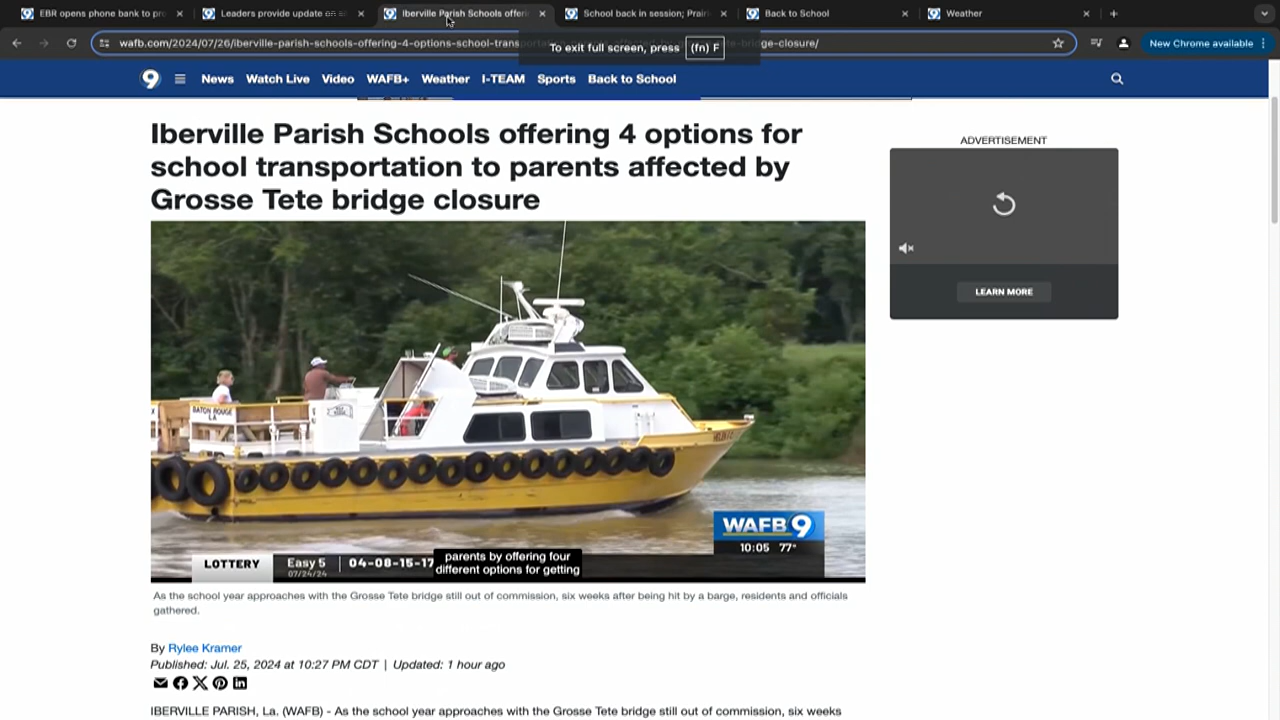 EBR opens phone bank to pr
Leaders provide update on
Iberville Parish Schools offeri
School back in session; Prair
Back to School
Weather
wafb.com/2024/07/26/iberville-parish-schools-offering-4-options-school-trans
bridge-closure/
To exit full screen, press (fn) F
New Chrome available
9
News
Watch Live
Video
WAFB+
Weather
I-TEAM
Sports
Back to School
Iberville Parish Schools offering 4 options for
school transportation to parents affected by
Grosse Tete bridge closure
ADVERTISEMENT
LEARN MORE
BATON ROUGE
LA
WAFB 9
10:05 77°
LOTTERY
Easy 5
07/24/24
04-08-15-17
parents by offering four
different options for getting
As the school year approaches with the Grosse Tete bridge still out of commission, six weeks after being hit by a barge, residents and officials
gathered.
By Rylee Kramer
Published: Jul. 25, 2024 at 10:27 PM CDT | Updated: 1 hour ago
IBERVILLE PARISH, La. (WAFB) - As the school year approaches with the Grosse Tete bridge still out of commission, six weeks